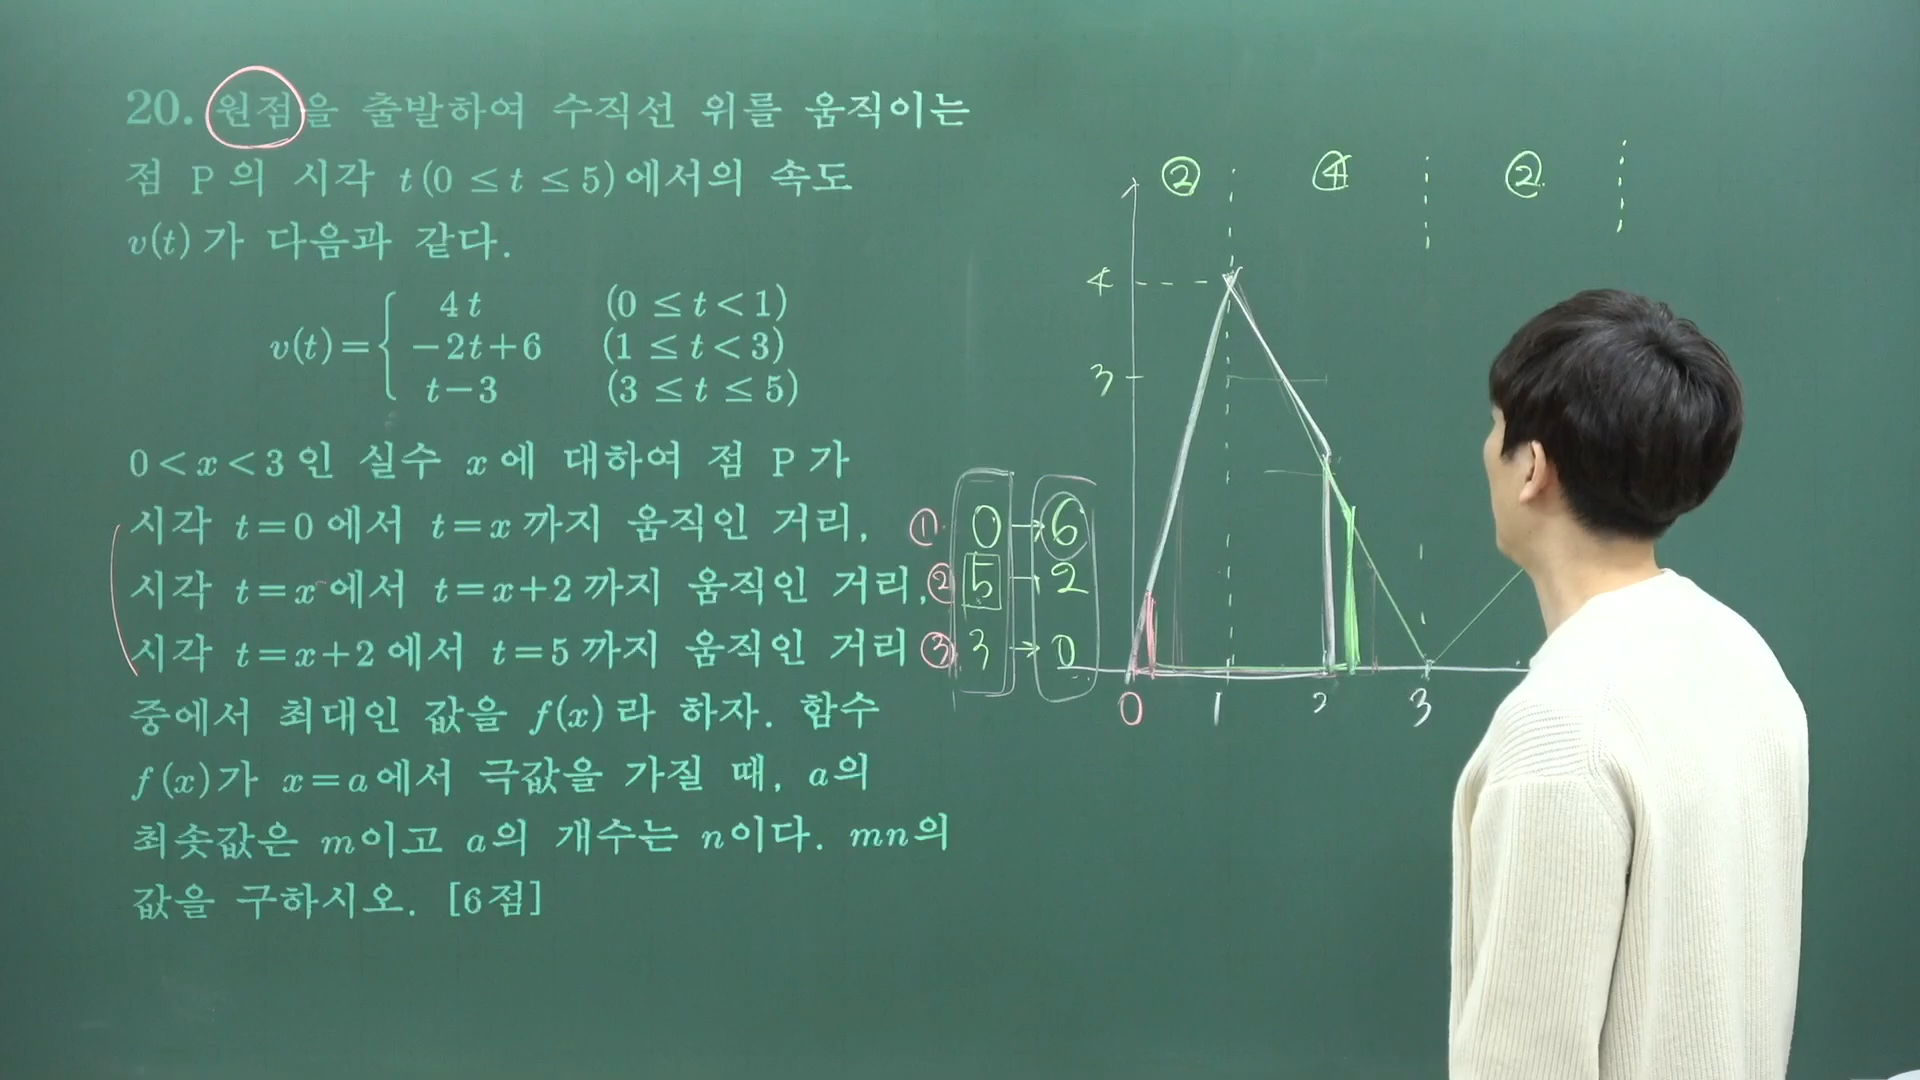 20. 원점을 출발하여 수직선 위를 움직이는
점 P의 시각 t(0 ≤ t ≤ 5)에서의 속도
v(t)가 다음과 같다.
4t (0 ≤ t < 1)
v(t) = { −2t+6 (1 ≤ t < 3)
t−3 (3 ≤ t ≤ 5)
0 < x < 3인 실수 x에 대하여 점 P가
시각 t=0에서 t=x까지 움직인 거리,
시각 t=x에서 t=x+2까지 움직인 거리,
시각 t=x+2에서 t=5까지 움직인 거리
중에서 최대인 값을 f(x)라 하자. 함수
f(x)가 x=a에서 극값을 가질 때, a의
최솟값은 m이고 a의 개수는 n이다. mn의
값을 구하시오. [6점]
① 0 → 6
② 5 → 2
③ 3 → 0
② ④ ②
4
3
0 1 2 3